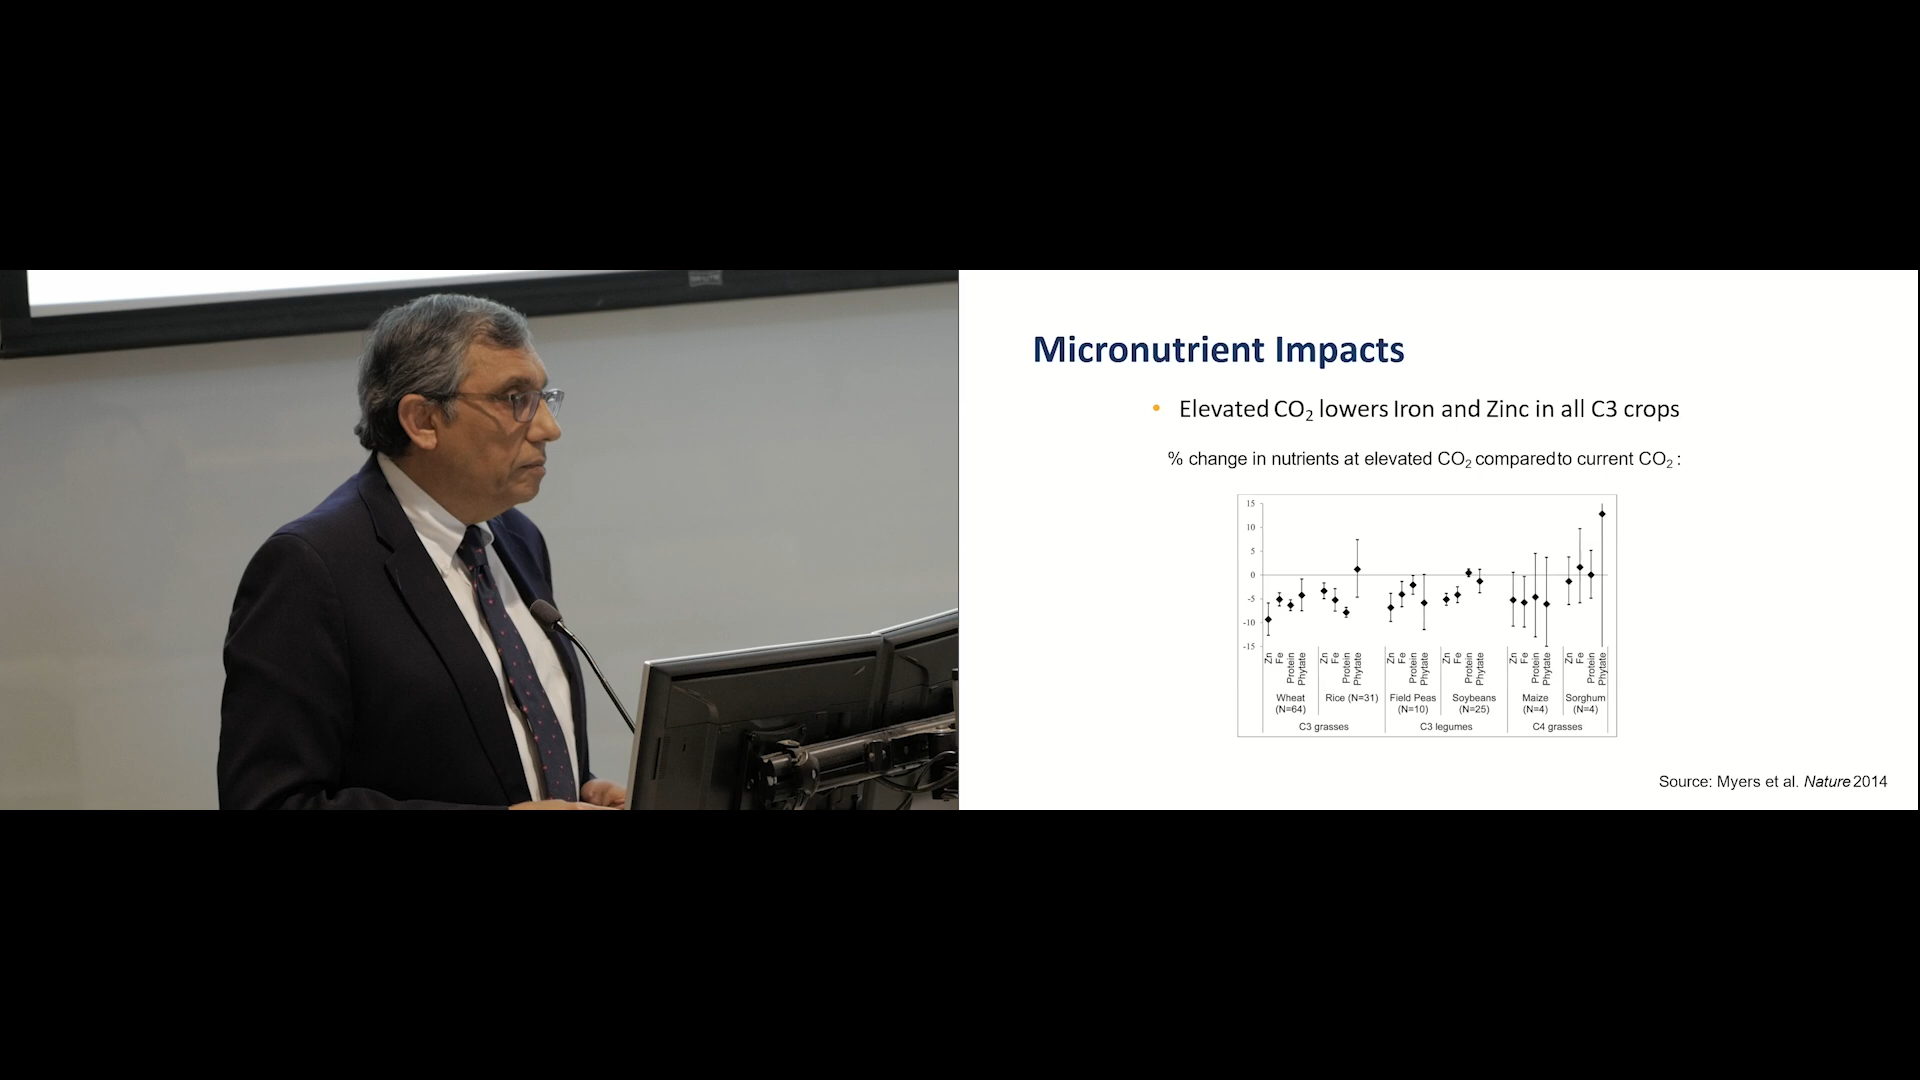 Micronutrient Impacts
• Elevated CO₂ lowers Iron and Zinc in all C3 crops
% change in nutrients at elevated CO₂ compared to current CO₂ :
15
10
5
0
-5
-10
-15
Zn Fe Protein Phytate Zn Fe Protein Phytate Zn Fe Protein Phytate Zn Fe Protein Phytate Zn Fe Protein Phytate Zn Fe Protein Phytate
Wheat Rice (N=31) Field Peas Soybeans Maize Sorghum
(N=64) (N=10) (N=25) (N=4) (N=4)
C3 grasses C3 legumes C4 grasses
Source: Myers et al. Nature 2014